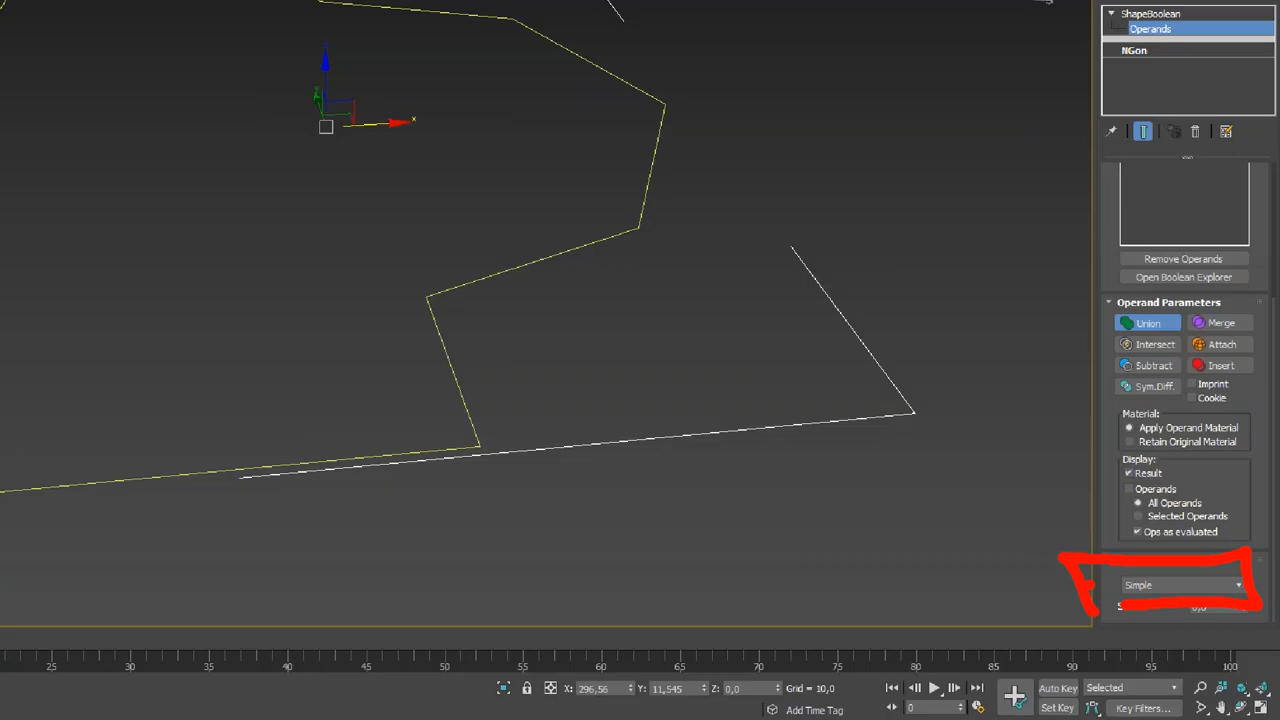 ShapeBoolean
Operands
NGon
x
Remove Operands
Open Boolean Explorer
Operand Parameters
Union Merge
Intersect Attach
Subtract Insert
Sym.Diff. Imprint
Cookie
Material:
Apply Operand Material
Retain Original Material
Display:
Result
Operands
All Operands
Selected Operands
Ops as evaluated
Simple
25 30 35 40 45 50 55 60 65 70 75 80 85 90 95 100
X: 296,56 Y: 11,545 Z: 0,0 Grid = 10,0 Auto Key Selected
Add Time Tag 0 Set Key Key Filters...